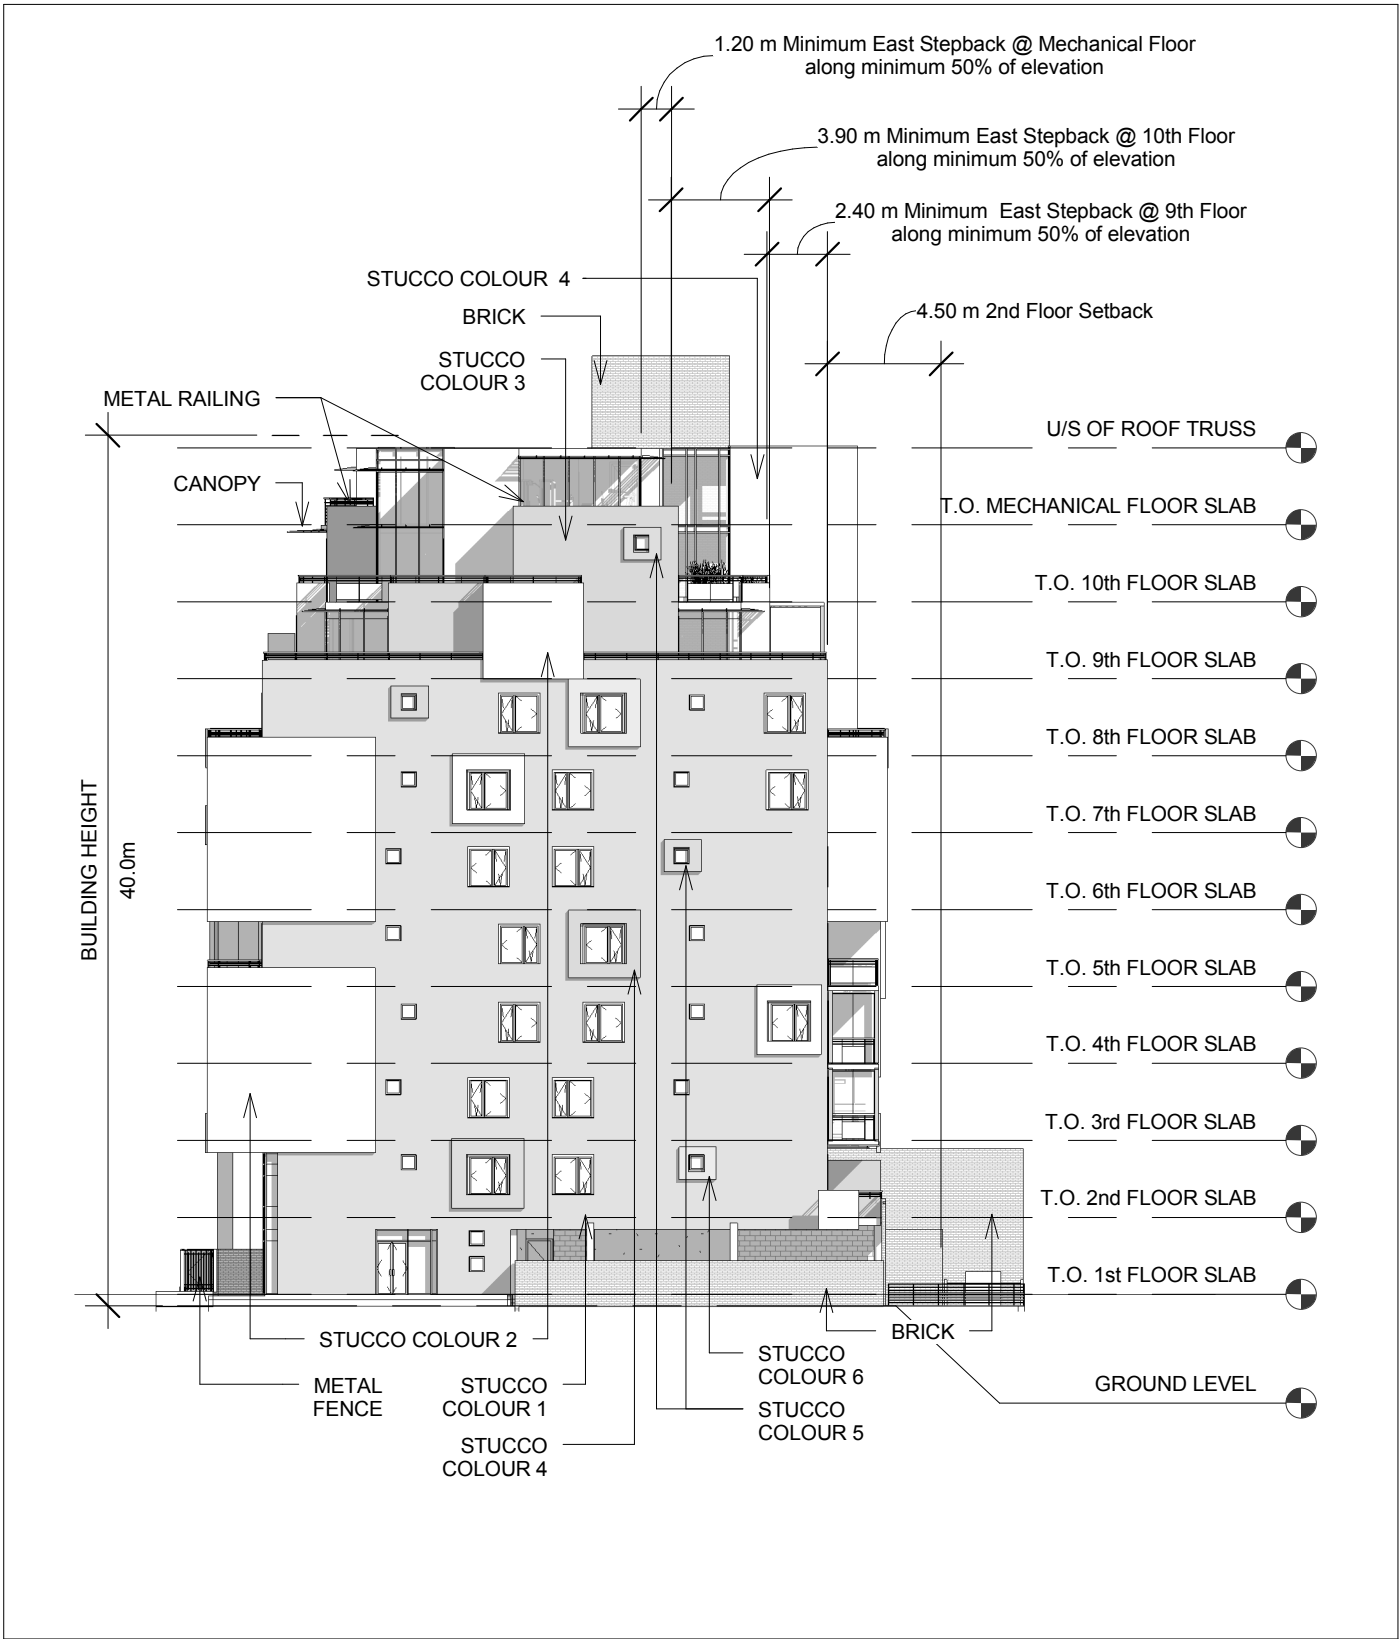 1.20 m Minimum East Stepback @ Mechanical Floor
along minimum 50% of elevation
3.90 m Minimum East Stepback @ 10th Floor
along minimum 50% of elevation
2.40 m Minimum East Stepback @ 9th Floor
along minimum 50% of elevation
STUCCO COLOUR 4
4.50 m 2nd Floor Setback
BRICK
STUCCO
COLOUR 3
METAL RAILING
CANOPY
U/S OF ROOF TRUSS
T.O. MECHANICAL FLOOR SLAB
T.O. 10th FLOOR SLAB
T.O. 9th FLOOR SLAB
T.O. 8th FLOOR SLAB
T.O. 7th FLOOR SLAB
T.O. 6th FLOOR SLAB
T.O. 5th FLOOR SLAB
T.O. 4th FLOOR SLAB
T.O. 3rd FLOOR SLAB
T.O. 2nd FLOOR SLAB
T.O. 1st FLOOR SLAB
GROUND LEVEL
BUILDING HEIGHT
40.0m
STUCCO COLOUR 2
BRICK
METAL
FENCE
STUCCO
COLOUR 1
STUCCO
COLOUR 4
STUCCO
COLOUR 6
STUCCO
COLOUR 5